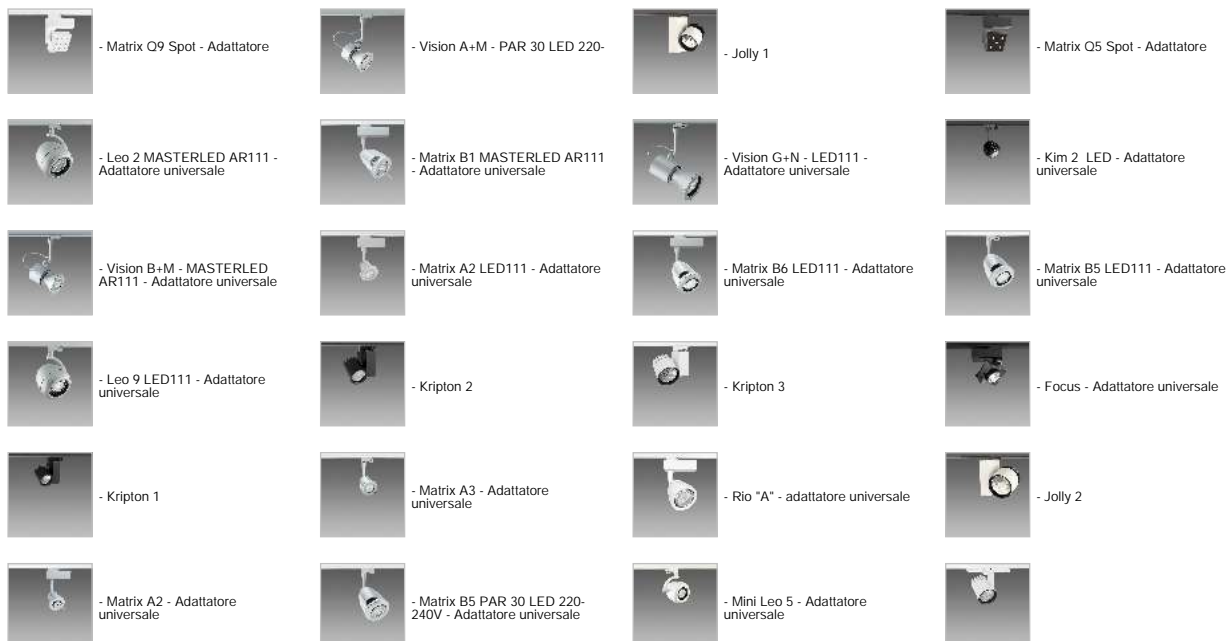 - Matrix Q9 Spot - Adattatore
- Vision A+M - PAR 30 LED 220-
- Jolly 1
- Matrix Q5 Spot - Adattatore
- Leo 2 MASTERLED AR111 -
Adattatore universale
- Matrix B1 MASTERLED AR111
- Adattatore universale
- Vision G+N - LED111 -
Adattatore universale
- Kim 2 LED - Adattatore
universale
- Vision B+M - MASTERLED
AR111 - Adattatore universale
- Matrix A2 LED111 - Adattatore
universale
- Matrix B6 LED111 - Adattatore
universale
- Matrix B5 LED111 - Adattatore
universale
- Leo 9 LED111 - Adattatore
universale
- Kripton 2
- Kripton 3
- Focus - Adattatore universale
- Kripton 1
- Matrix A3 - Adattatore
universale
- Rio "A" - adattatore universale
- Jolly 2
- Matrix A2 - Adattatore
universale
- Matrix B5 PAR 30 LED 220-
240V - Adattatore universale
- Mini Leo 5 - Adattatore
universale